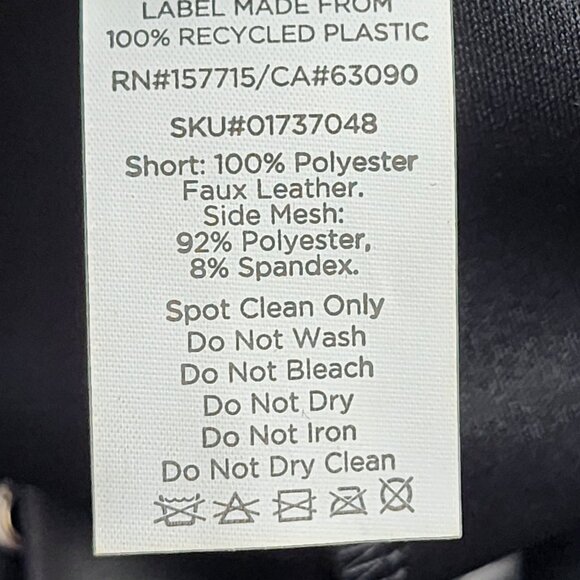 LABEL MADE FROM
100% RECYCLED PLASTIC
RN#157715/CA#63090
SKU#01737048
Short: 100% Polyester
Faux Leather.
Side Mesh:
92% Polyester,
8% Spandex.
Spot Clean Only
Do Not Wash
Do Not Bleach
Do Not Dry
Do Not Iron
Do Not Dry Clean